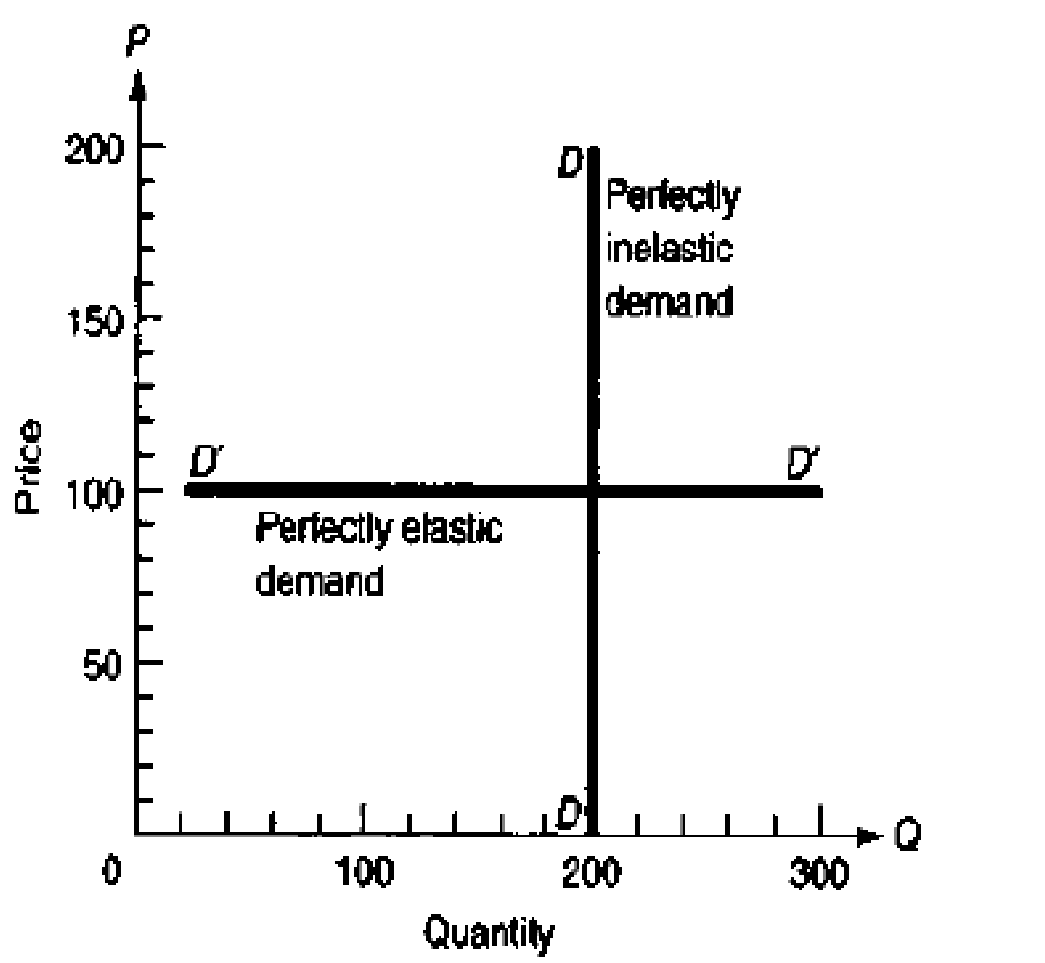 P
200
D
Perfectly
inelastic
demand
150
Price
D′
D′
100
Perfectly elastic
demand
50
D
Q
0
100
200
300
Quantity